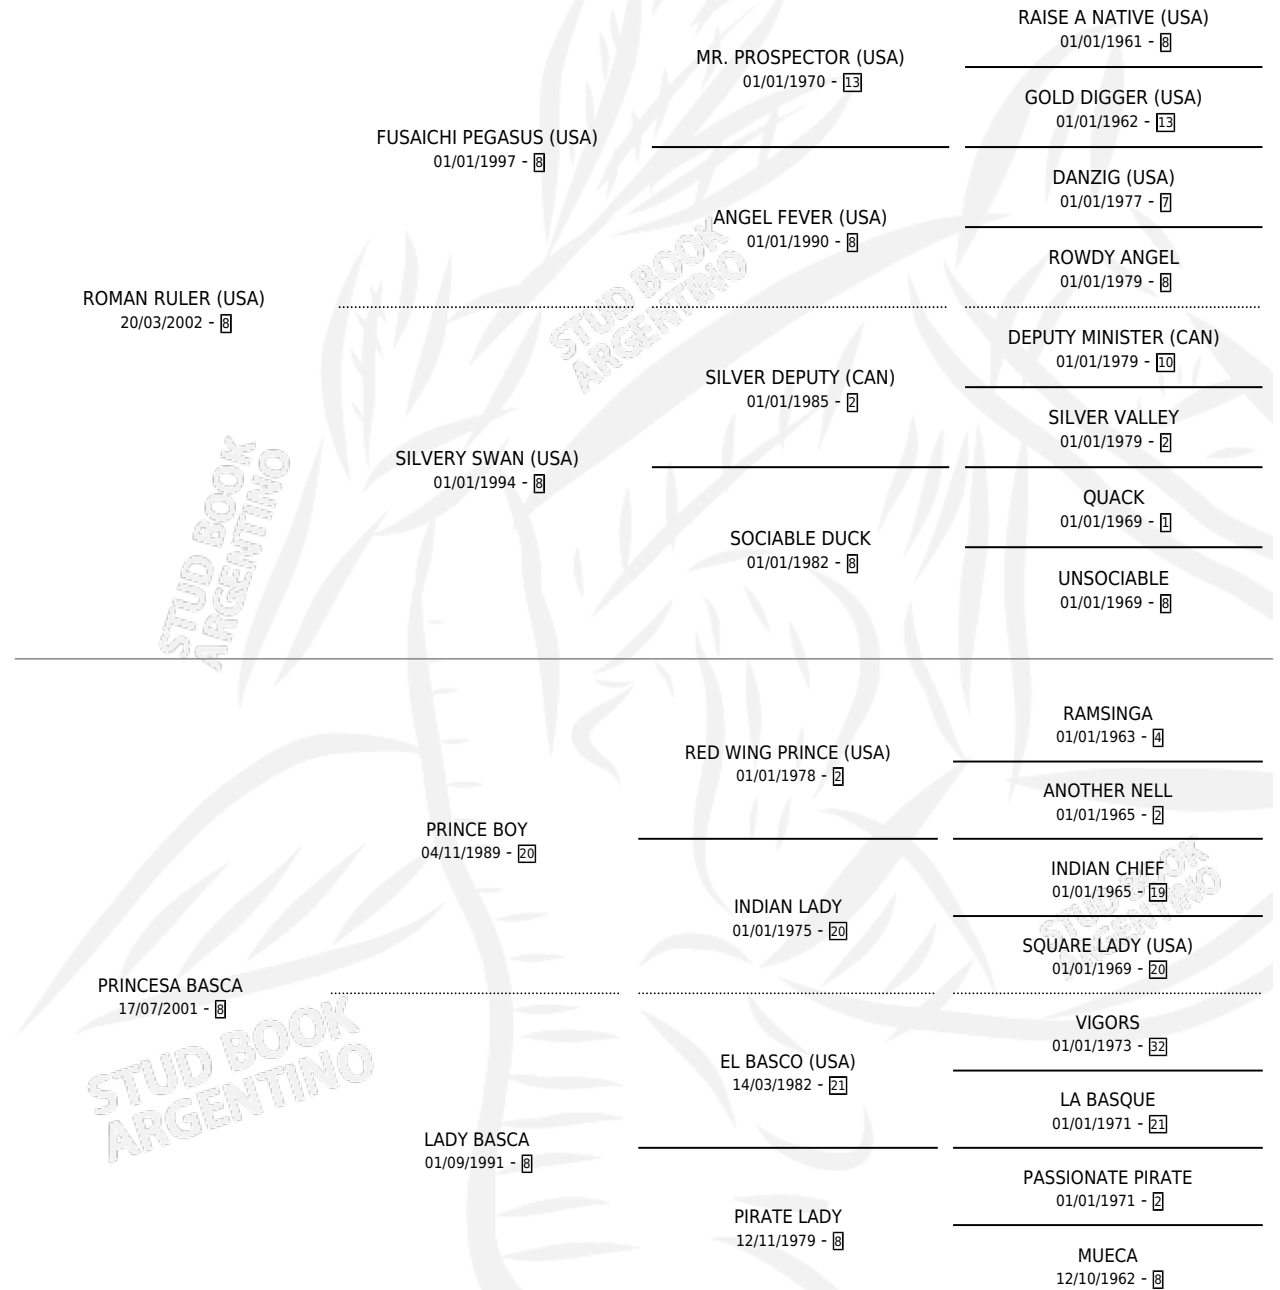 RAISE A NATIVE (USA)
01/01/1961 - 8
MR. PROSPECTOR (USA)
01/01/1970 - 13
GOLD DIGGER (USA)
01/01/1962 - 13
FUSAICHI PEGASUS (USA)
01/01/1997 - 8
DANZIG (USA)
01/01/1977 - 7
ANGEL FEVER (USA)
01/01/1990 - 8
ROWDY ANGEL
01/01/1979 - 8
ROMAN RULER (USA)
20/03/2002 - 8
DEPUTY MINISTER (CAN)
01/01/1979 - 10
SILVER DEPUTY (CAN)
01/01/1985 - 2
SILVER VALLEY
01/01/1979 - 2
SILVERY SWAN (USA)
01/01/1994 - 8
QUACK
01/01/1969 - 1
SOCIABLE DUCK
01/01/1982 - 8
UNSOCIABLE
01/01/1969 - 8
RAMSINGA
01/01/1963 - 4
RED WING PRINCE (USA)
01/01/1978 - 2
ANOTHER NELL
01/01/1965 - 2
PRINCE BOY
04/11/1989 - 20
INDIAN CHIEF
01/01/1965 - 19
INDIAN LADY
01/01/1975 - 20
SQUARE LADY (USA)
01/01/1969 - 20
PRINCESA BASCA
17/07/2001 - 8
VIGORS
01/01/1973 - 32
EL BASCO (USA)
14/03/1982 - 21
LA BASQUE
01/01/1971 - 21
LADY BASCA
01/09/1991 - 8
PASSIONATE PIRATE
01/01/1971 - 2
PIRATE LADY
12/11/1979 - 8
MUECA
12/10/1962 - 8
STUD BOOK
ARGENTINO
STUD BOOK
ARGENTINO
STUD BOOK
ARGENTINO
STUD BOOK
ARGENTINO